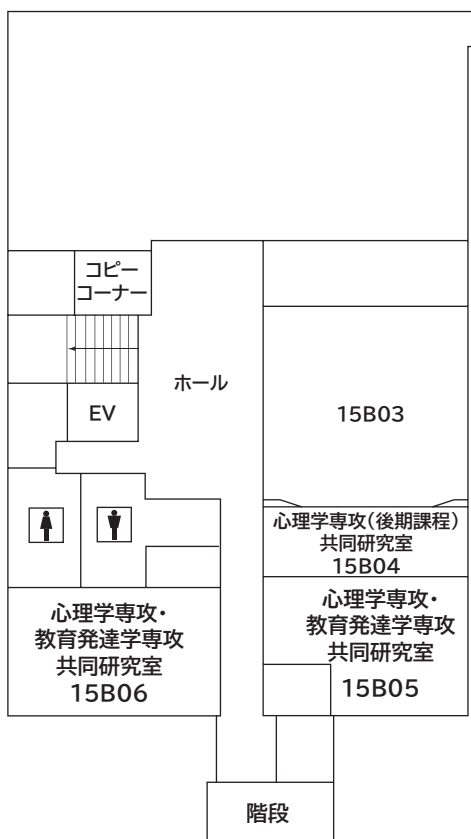 コピー
コーナー
ホール
EV
15B03
心理学専攻(後期課程)
共同研究室
15B04
心理学専攻・
教育発達学専攻
共同研究室
15B06
心理学専攻・
教育発達学専攻
共同研究室
15B05
階段